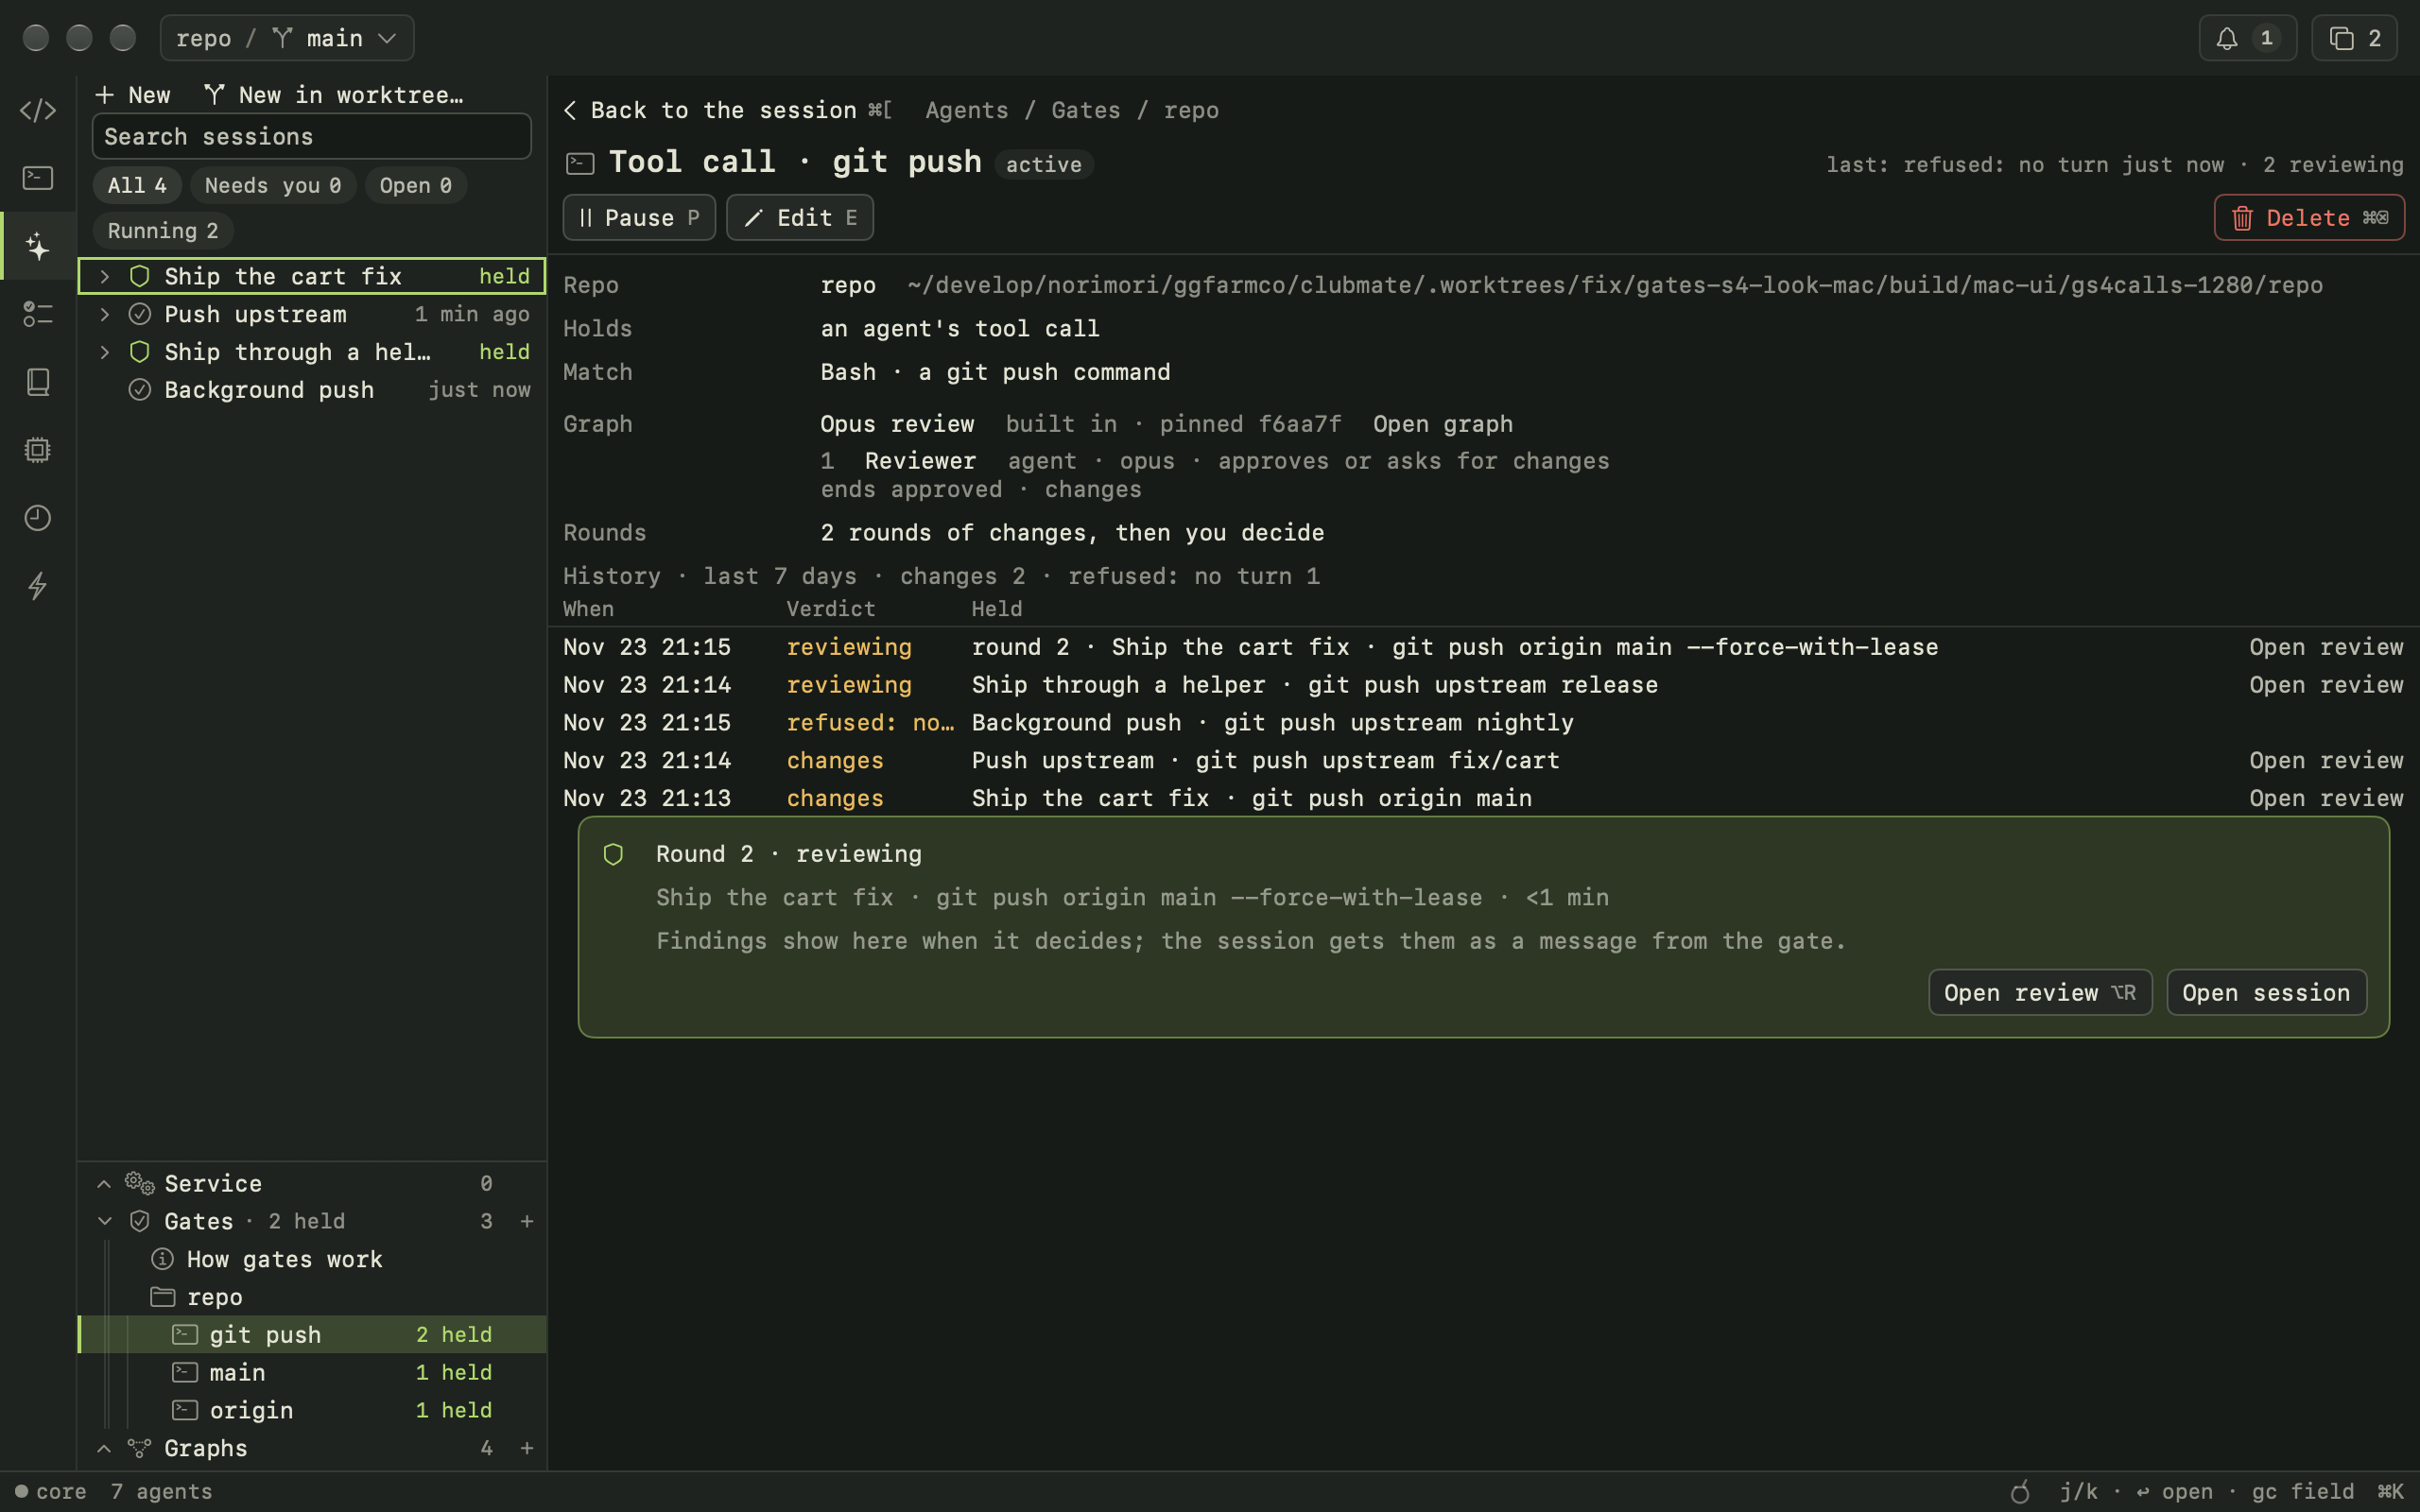 repo / main
1
2
New New in worktree…
Search sessions
All 4 Needs you 0 Open 0
Running 2
Ship the cart fix held
Push upstream 1 min ago
Ship through a hel… held
Background push just now
Service 0
Gates · 2 held 3 +
How gates work
repo
git push 2 held
main 1 held
origin 1 held
Graphs 4 +
Back to the session ⌘[ Agents / Gates / repo
Tool call · git push active
last: refused: no turn just now · 2 reviewing
Pause P Edit E
Delete ⌘⌫
Repo repo ~/develop/norimori/ggfarmco/clubmate/.worktrees/fix/gates-s4-look-mac/build/mac-ui/gs4calls-1280/repo
Holds an agent's tool call
Match Bash · a git push command
Graph Opus review built in · pinned f6aa7f Open graph
1 Reviewer agent · opus · approves or asks for changes
ends approved · changes
Rounds 2 rounds of changes, then you decide
History · last 7 days · changes 2 · refused: no turn 1
When Verdict Held
Nov 23 21:15 reviewing round 2 · Ship the cart fix · git push origin main --force-with-lease Open review
Nov 23 21:14 reviewing Ship through a helper · git push upstream release Open review
Nov 23 21:15 refused: no… Background push · git push upstream nightly
Nov 23 21:14 changes Push upstream · git push upstream fix/cart Open review
Nov 23 21:13 changes Ship the cart fix · git push origin main Open review
Round 2 · reviewing
Ship the cart fix · git push origin main --force-with-lease · <1 min
Findings show here when it decides; the session gets them as a message from the gate.
Open review ⌥R Open session
core 7 agents
j/k · ↩ open · gc field ⌘K